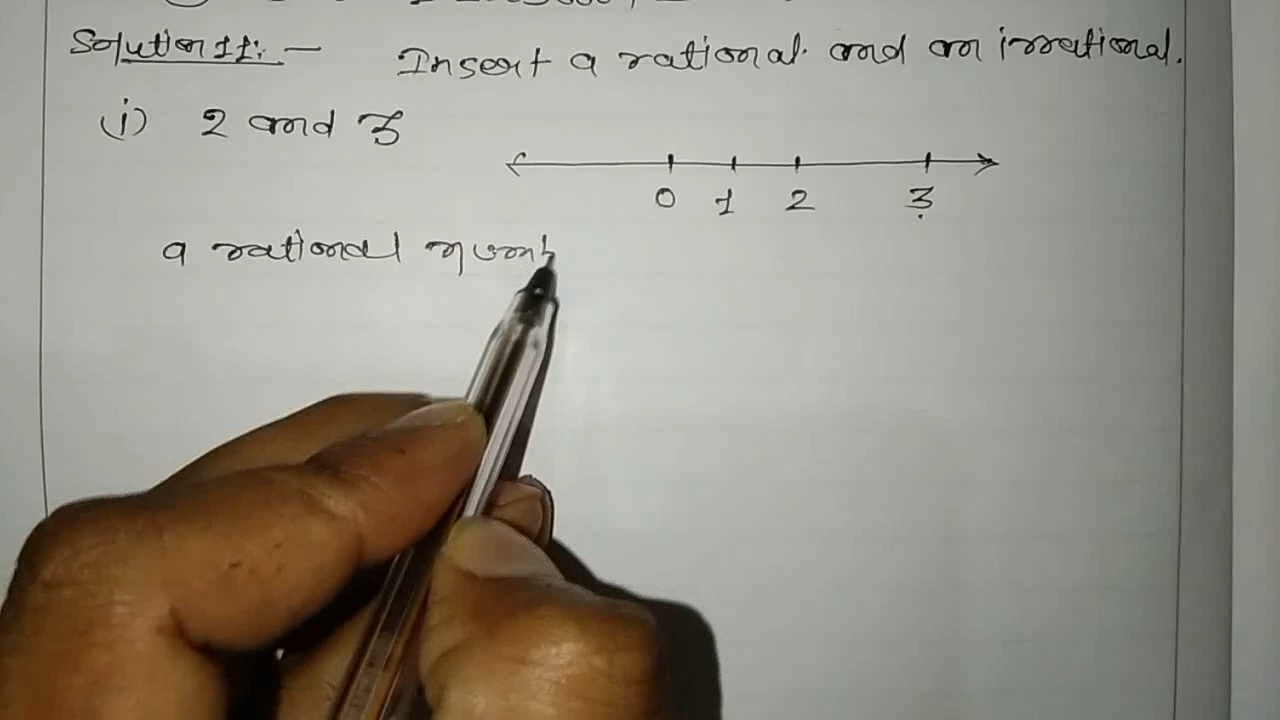 Solution 11:- Insert a rational and an irrational.
(i) 2 and 3
0 1 2 3
a rational numb